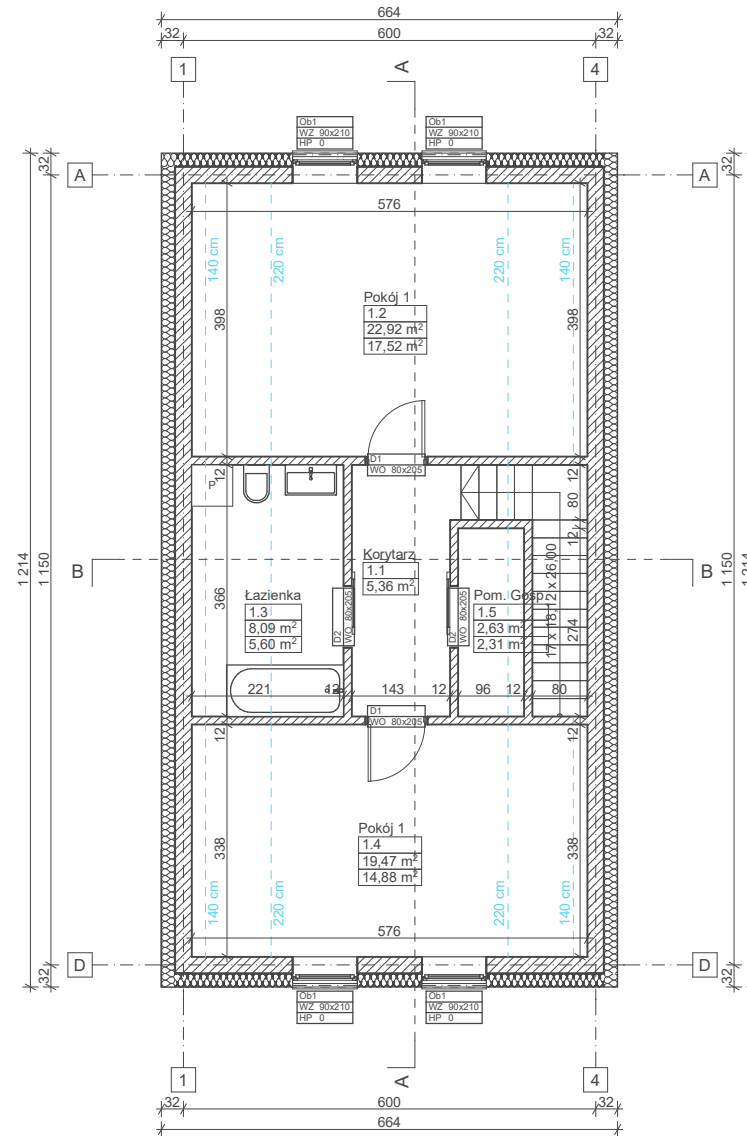 664
32 600 32
1 A 4
Ob1 Ob1
WZ 90x210 WZ 90x210
HP 0 HP 0
32 32
A A
576
140 cm 220 cm 220 cm 140 cm
Pokój 1
1.2
398 22,92 m² 398
17,52 m²
D1
WO 80x205
12 12
P
80
12
B B
Korytarz
1.1
5,36 m²
1 214 1 150 1 150 1 214
366
Łazienka
1.3
8,09 m²
5,60 m²
D2 WO 80x205
D2 WO 80x205
Pom. Gosp.
1.5
2,63 m²
2,31 m²
17 x 18,12 x 26,00
274
221 12 143 12 96 12 80
D1
WO 80x205
12 12
Pokój 1
1.4
338 19,47 m² 338
14,88 m²
140 cm 220 cm 220 cm 140 cm
576
D D
32 32
Ob1 Ob1
WZ 90x210 WZ 90x210
HP 0 HP 0
1 A 4
32 600 32
664